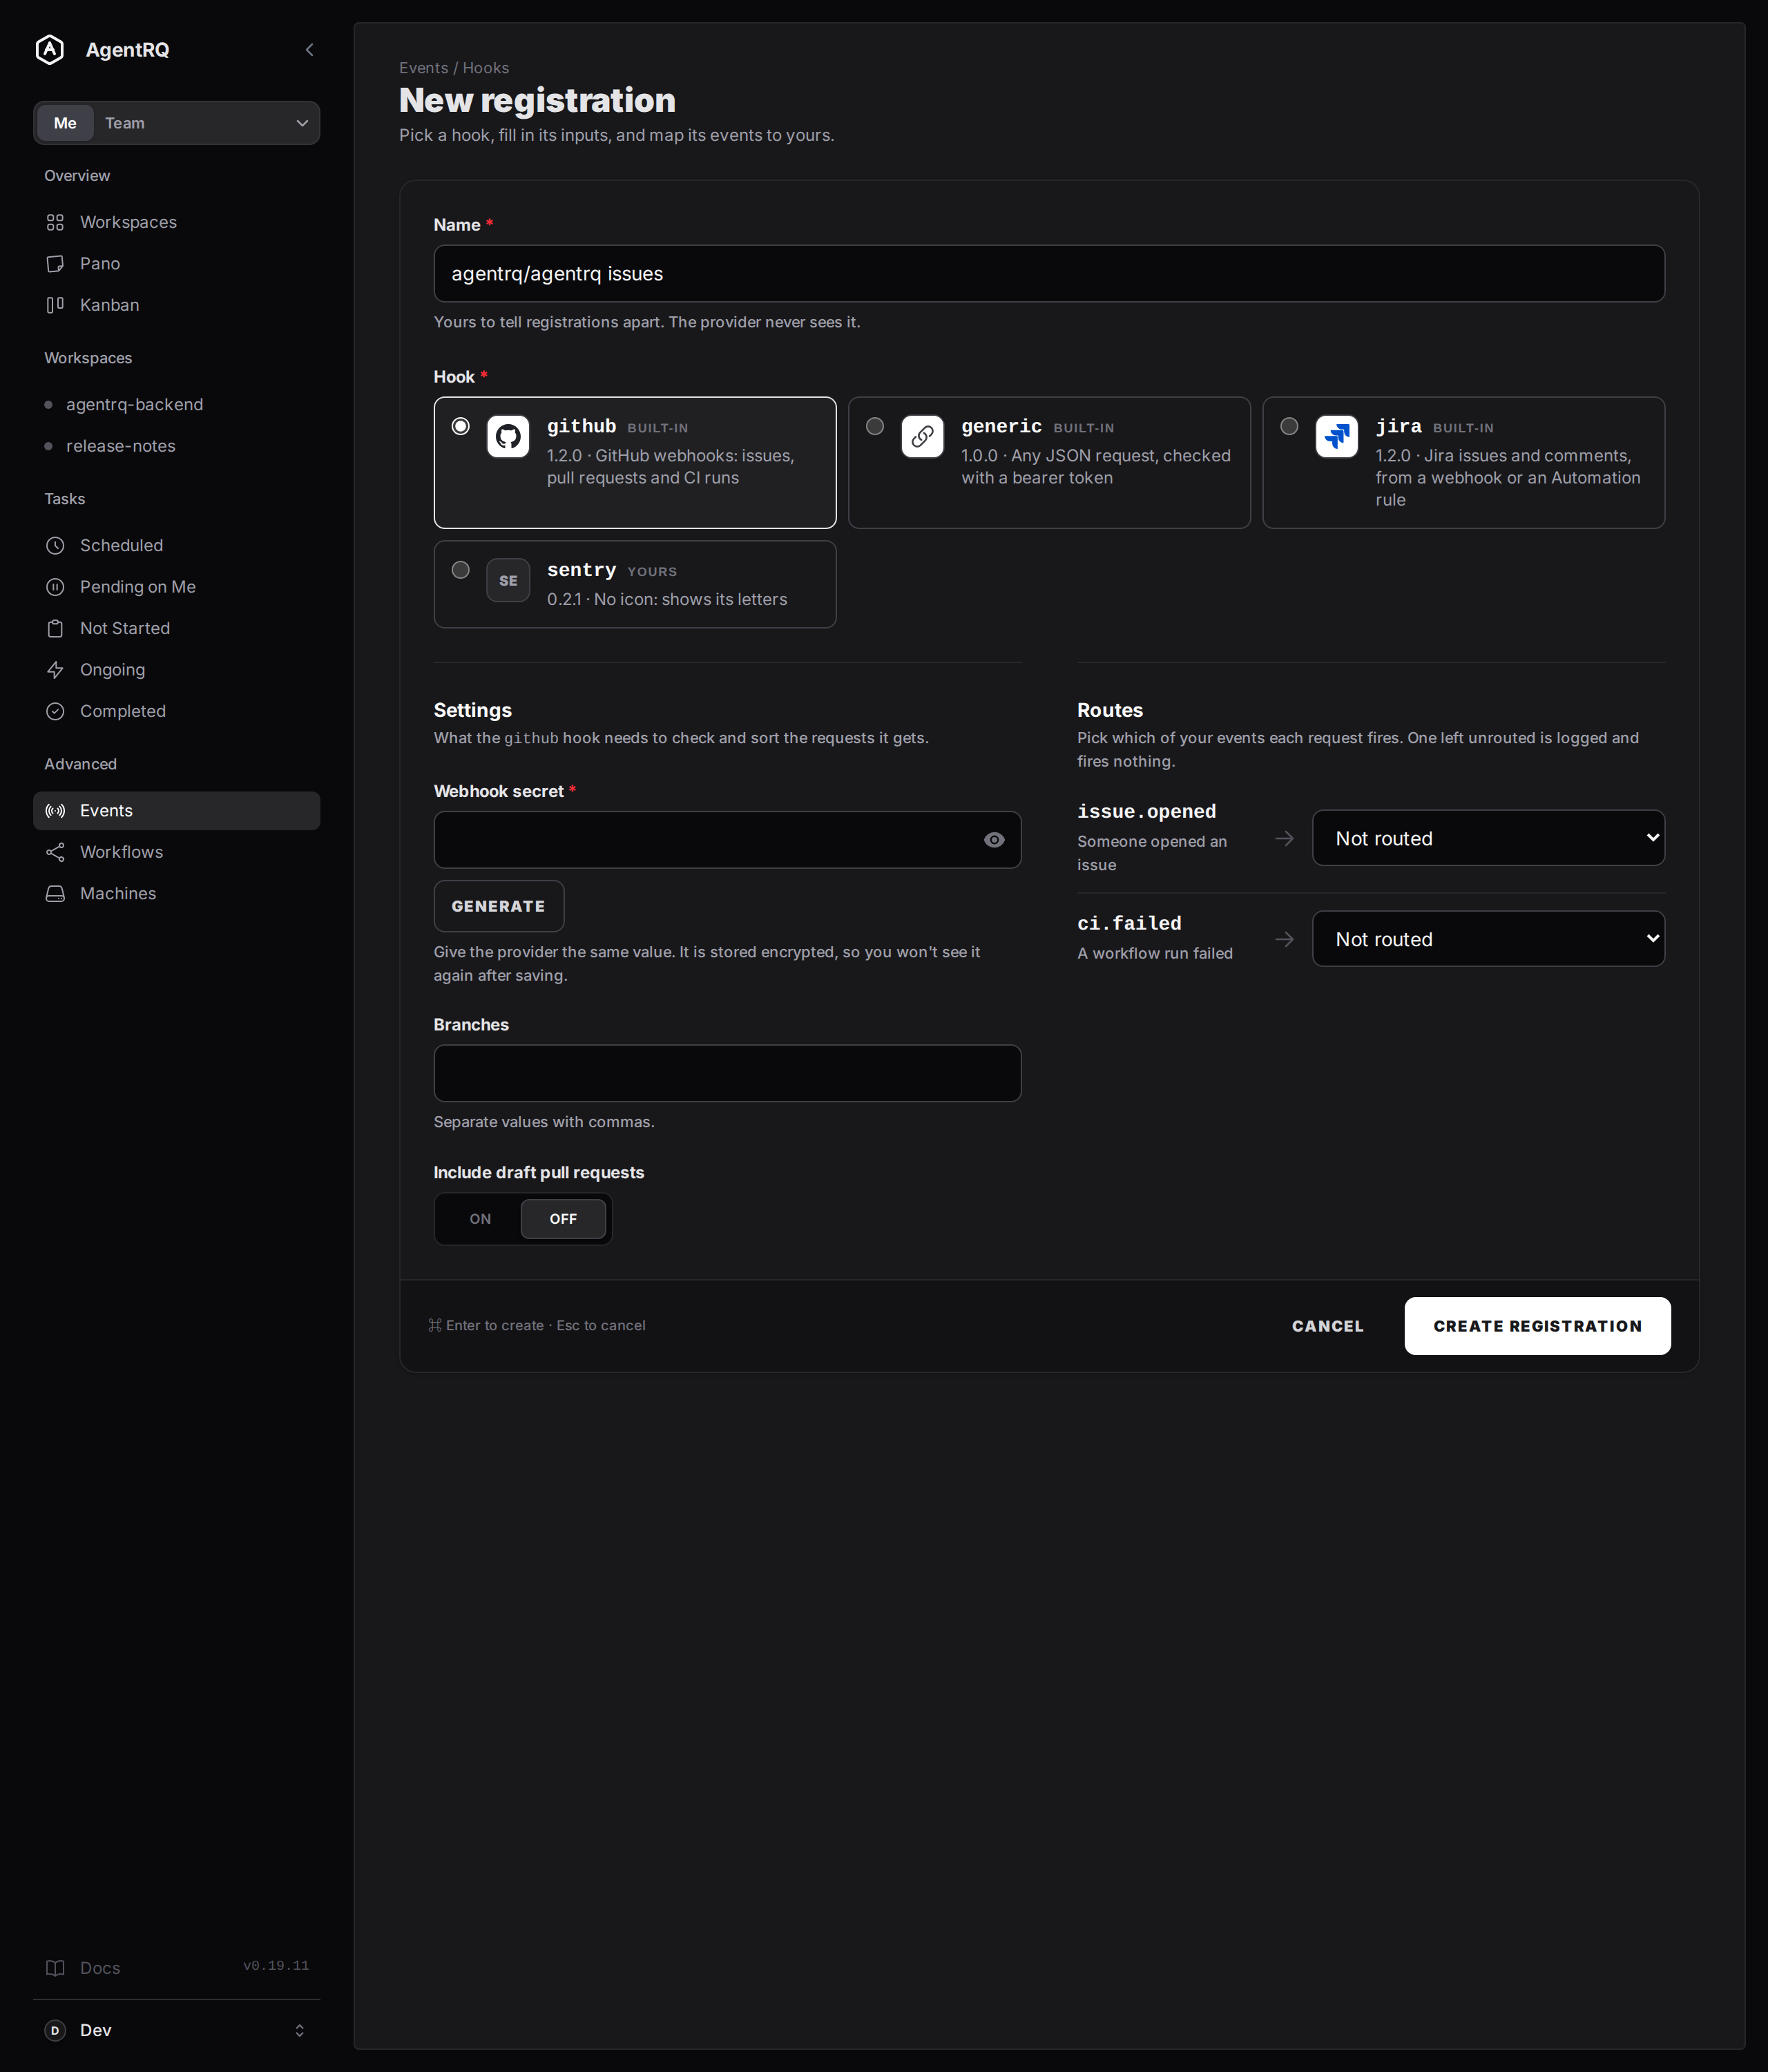 AgentRQ
Me Team
Overview
Workspaces
Pano
Kanban
Workspaces
agentrq-backend
release-notes
Tasks
Scheduled
Pending on Me
Not Started
Ongoing
Completed
Advanced
Events
Workflows
Machines
Docs v0.19.11
D Dev
Events / Hooks
New registration
Pick a hook, fill in its inputs, and map its events to yours.
Name *
agentrq/agentrq issues
Yours to tell registrations apart. The provider never sees it.
Hook *
github BUILT-IN
1.2.0 · GitHub webhooks: issues,
pull requests and CI runs
generic BUILT-IN
1.0.0 · Any JSON request, checked
with a bearer token
jira BUILT-IN
1.2.0 · Jira issues and comments,
from a webhook or an Automation
rule
SE
sentry YOURS
0.2.1 · No icon: shows its letters
Settings
What the github hook needs to check and sort the requests it gets.
Webhook secret *
GENERATE
Give the provider the same value. It is stored encrypted, so you won't see it
again after saving.
Branches
Separate values with commas.
Include draft pull requests
ON OFF
Routes
Pick which of your events each request fires. One left unrouted is logged and
fires nothing.
issue.opened
Someone opened an
issue
→ Not routed
ci.failed
A workflow run failed
→ Not routed
⌘ Enter to create · Esc to cancel
CANCEL
CREATE REGISTRATION